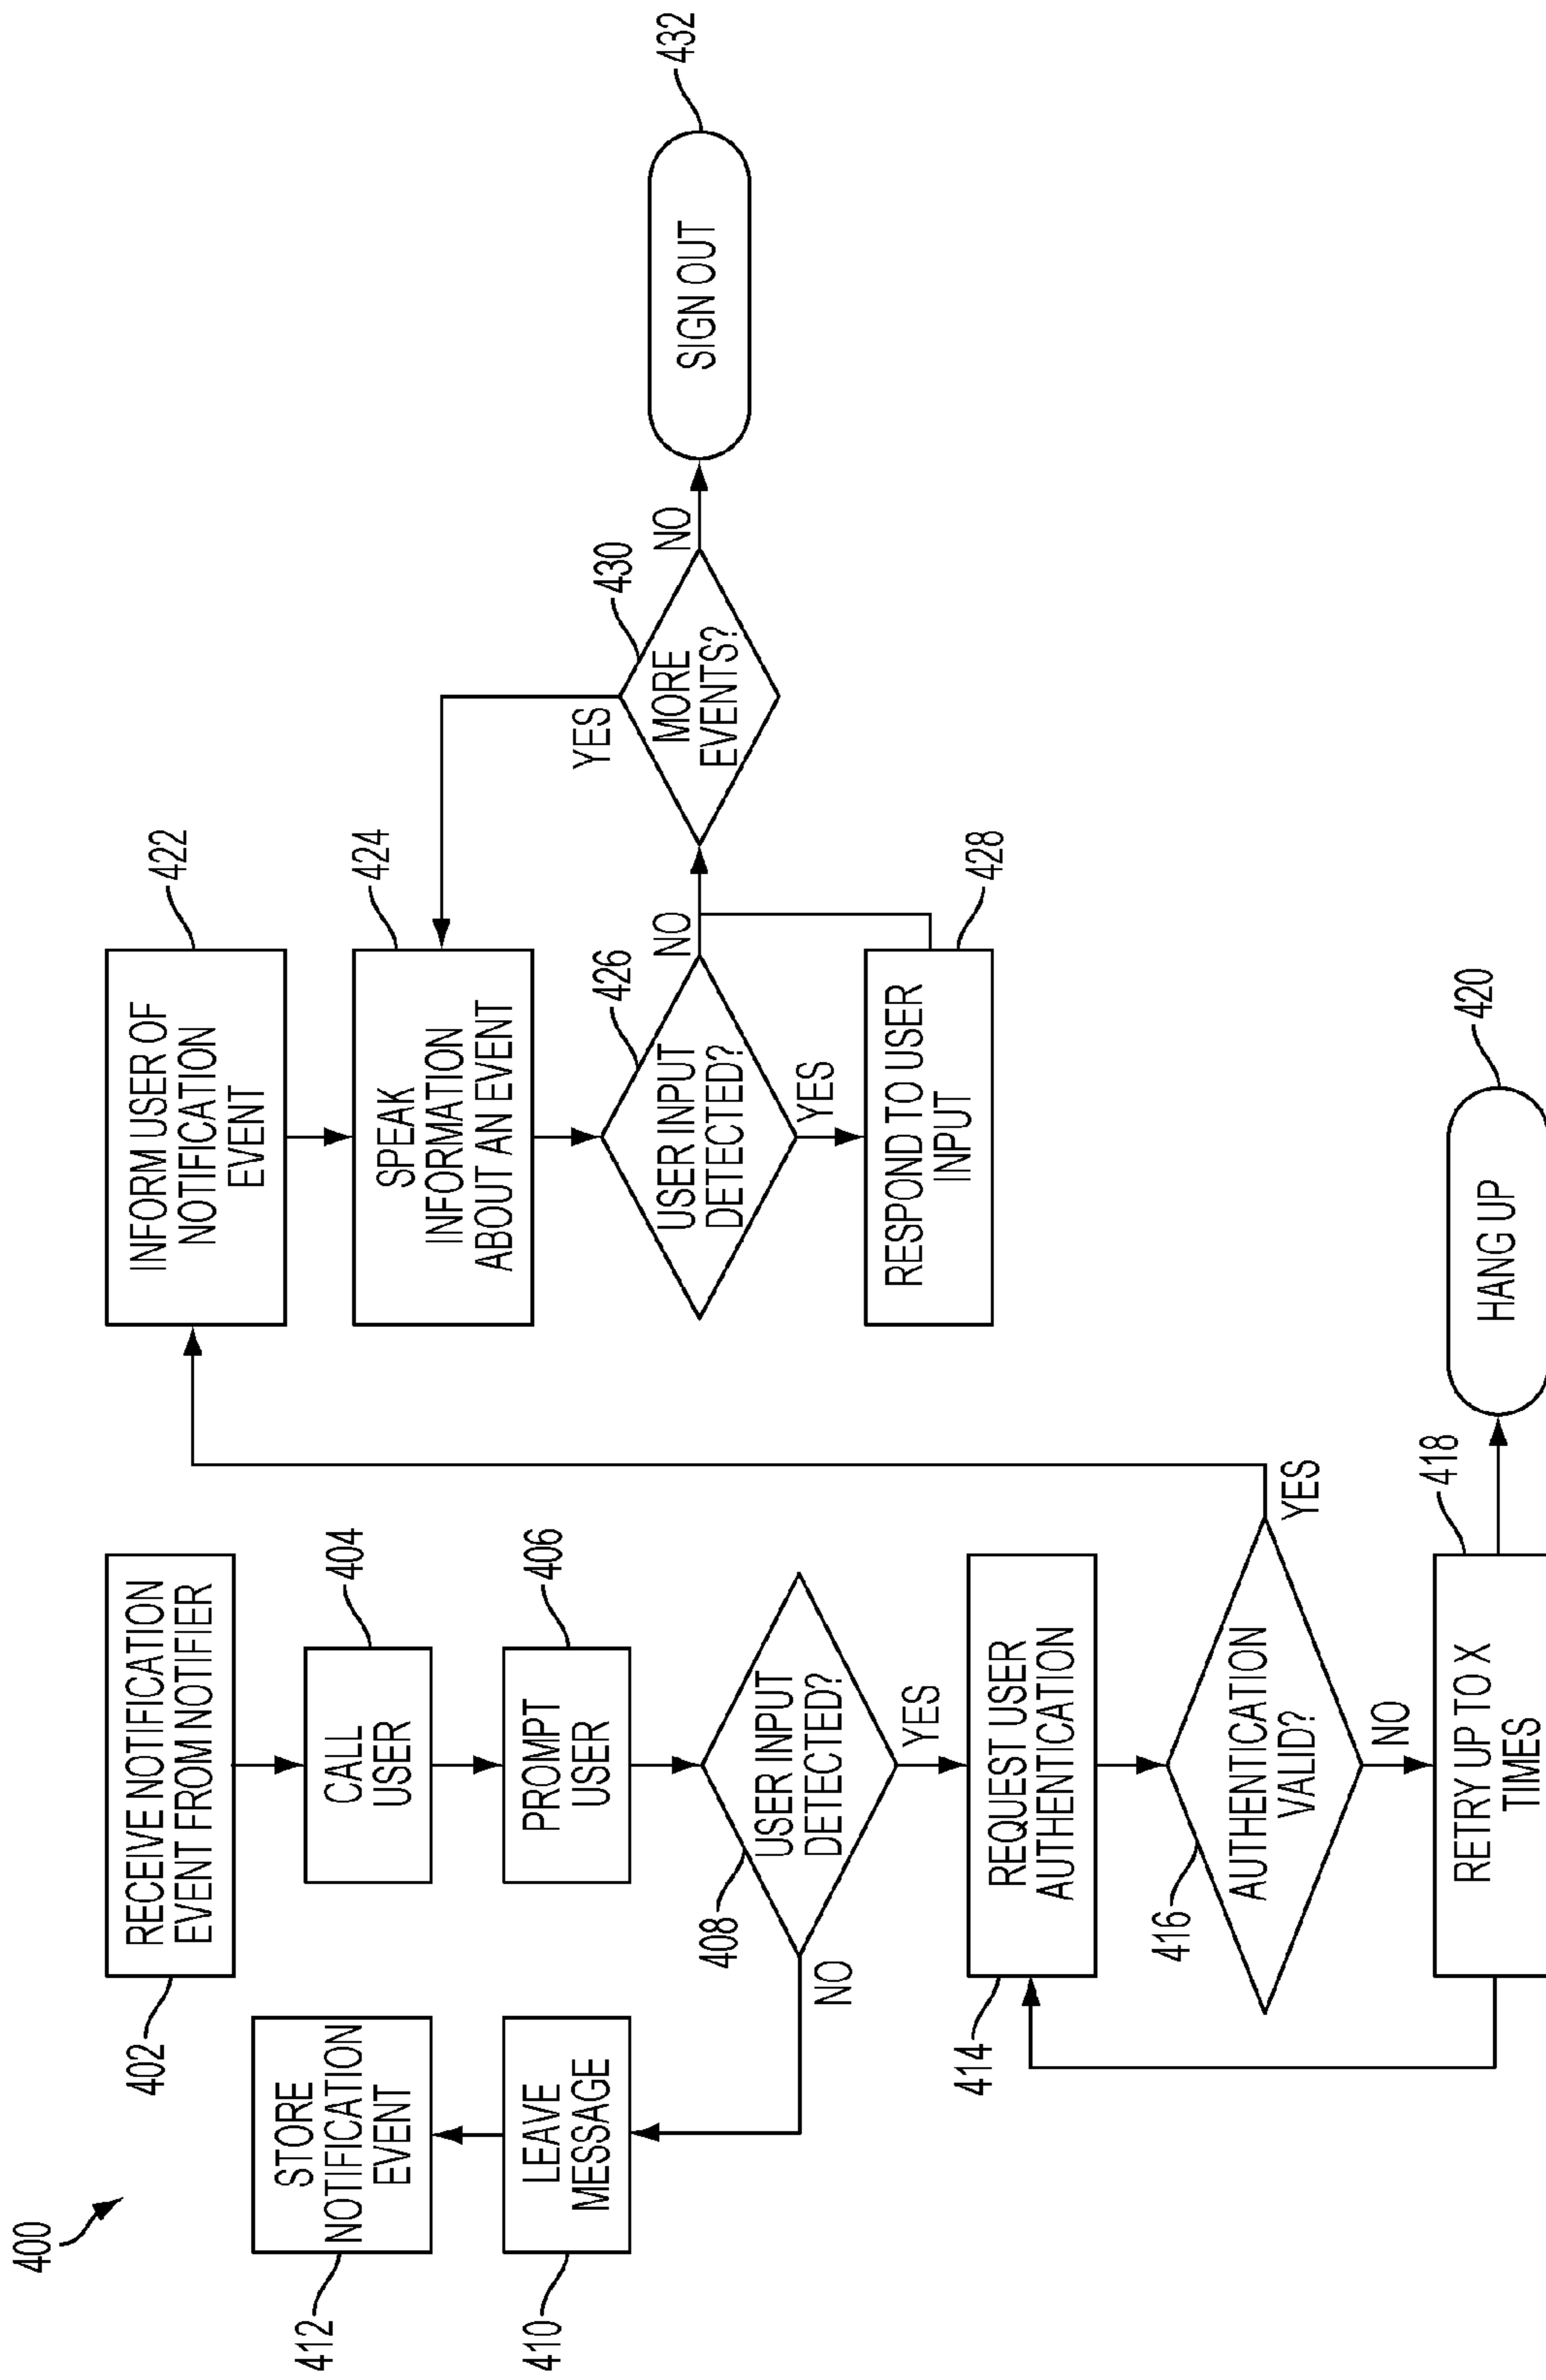 400
402
RECEIVE NOTIFICATION
EVENT FROM NOTIFIER
CALL
USER
404
PROMPT
USER
406
USER INPUT
DETECTED?
408
NO
YES
LEAVE
MESSAGE
410
STORE
NOTIFICATION
EVENT
412
REQUEST USER
AUTHENTICATION
414
AUTHENTICATION
VALID?
416
YES
NO
RETRY UP TO X
TIMES
418
HANG UP
420
INFORM USER OF
NOTIFICATION
EVENT
422
SPEAK
INFORMATION
ABOUT AN EVENT
424
USER INPUT
DETECTED?
426
NO
YES
RESPOND TO USER
INPUT
428
MORE
EVENTS?
430
YES
NO
SIGN OUT
432